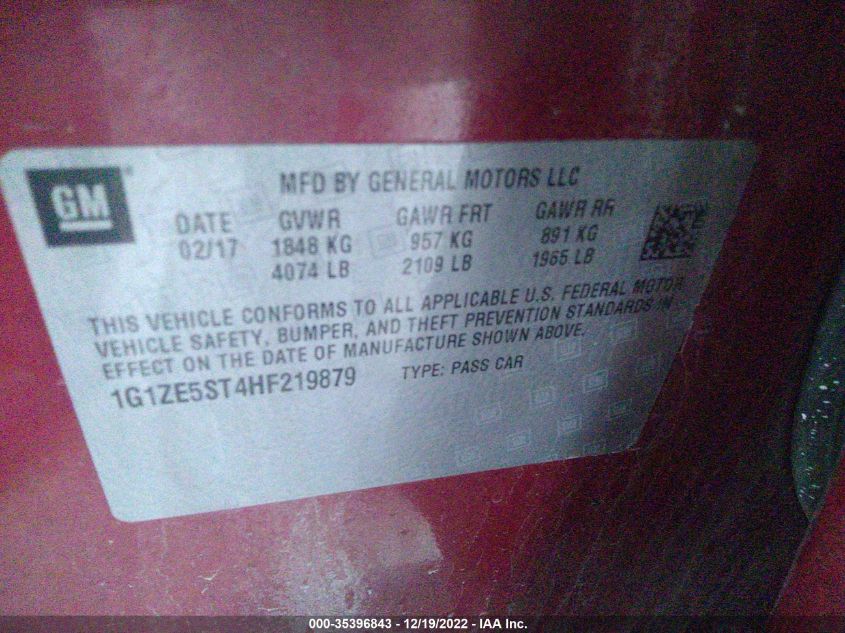 GM
MFD BY GENERAL MOTORS LLC
DATE GVWR GAWR FRT GAWR RR
02/17 1848 KG 957 KG 891 KG
4074 LB 2109 LB 1965 LB
THIS VEHICLE CONFORMS TO ALL APPLICABLE U.S. FEDERAL MOTOR
VEHICLE SAFETY, BUMPER, AND THEFT PREVENTION STANDARDS IN
EFFECT ON THE DATE OF MANUFACTURE SHOWN ABOVE.
1G1ZE5ST4HF219879 TYPE: PASS CAR
000-35396843 - 12/19/2022 - IAA Inc.